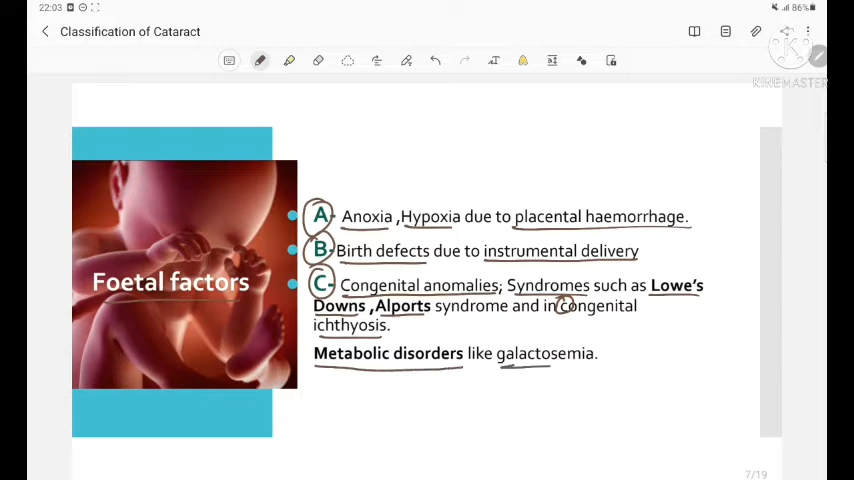 22:03
86%
Classification of Cataract
K
KINEMASTER
Foetal factors
A- Anoxia ,Hypoxia due to placental haemorrhage.
B-Birth defects due to instrumental delivery
C- Congenital anomalies; Syndromes such as Lowe's
Downs ,Alports syndrome and in congenital
ichthyosis.
Metabolic disorders like galactosemia.
7/19